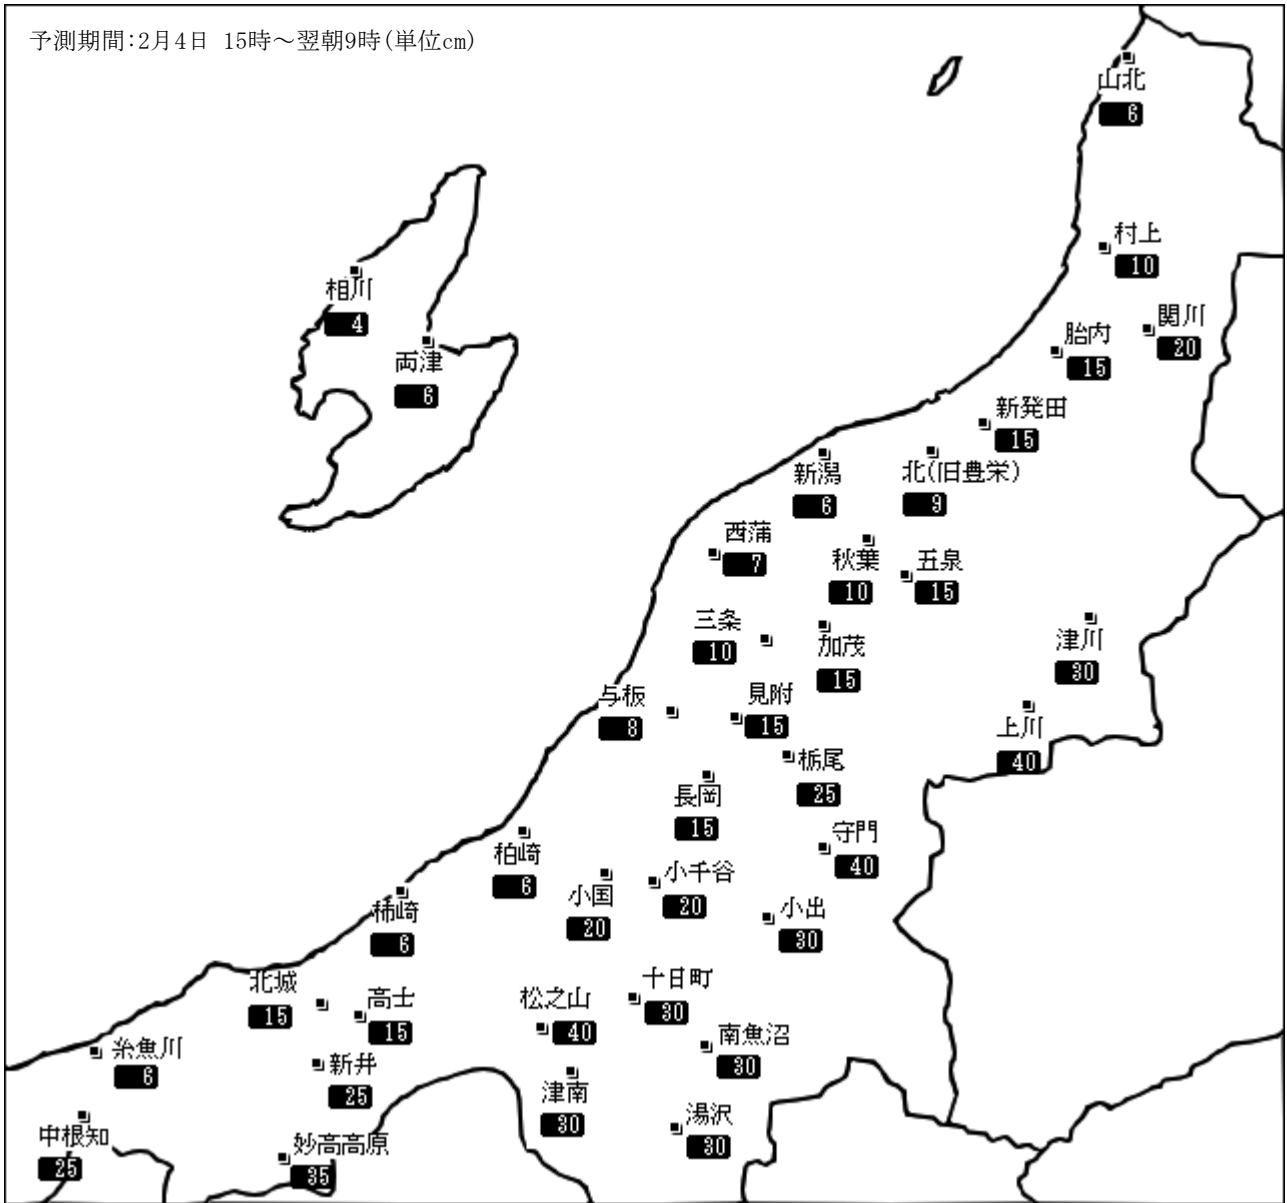 予測期間:2月4日 15時～翌朝9時(単位cm)
山北
6
村上
10
相川
4
関川
20
胎内
15
両津
6
新発田
15
新潟
6
北(旧豊栄)
9
西蒲
7
秋葉
10
五泉
15
三条
10
加茂
15
津川
30
与板
8
見附
15
上川
40
栃尾
25
長岡
15
守門
40
柏崎
6
小国
20
小千谷
20
小出
30
柿崎
6
北城
15
高士
15
松之山
40
十日町
30
南魚沼
30
糸魚川
6
新井
25
津南
30
湯沢
30
中根知
25
妙高高原
35